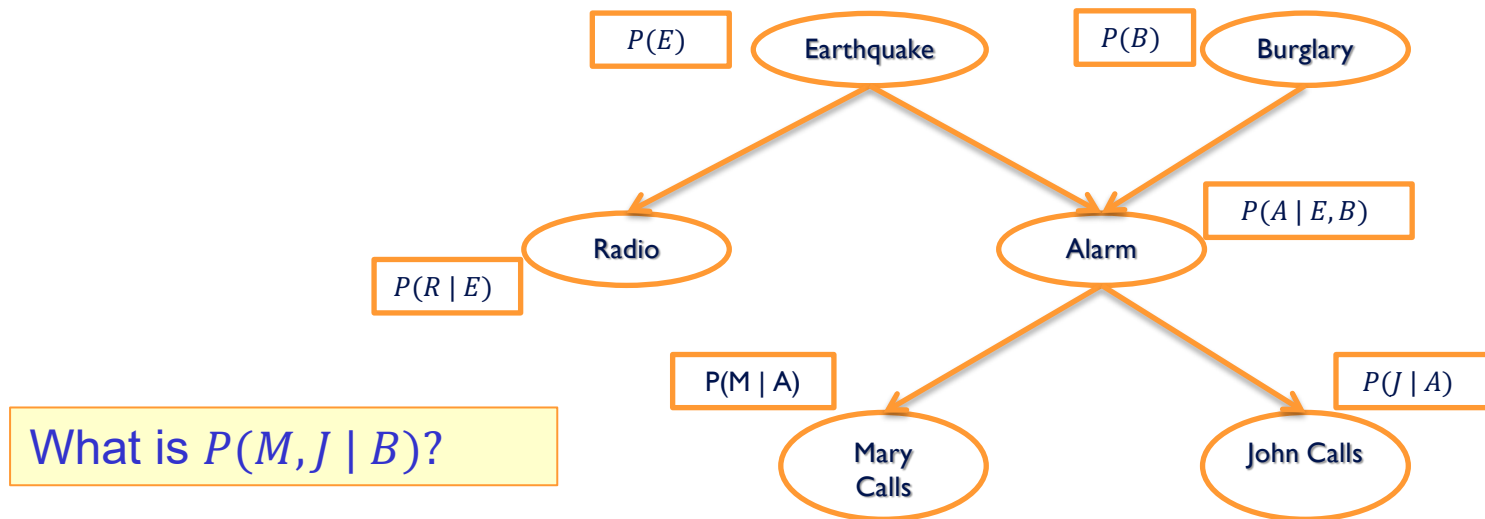 P(E)
Earthquake
P(B)
Burglary
Radio
Alarm
P(A | E, B)
P(R | E)
P(M | A)
P(J | A)
What is P(M, J | B)?
Mary
Calls
John Calls